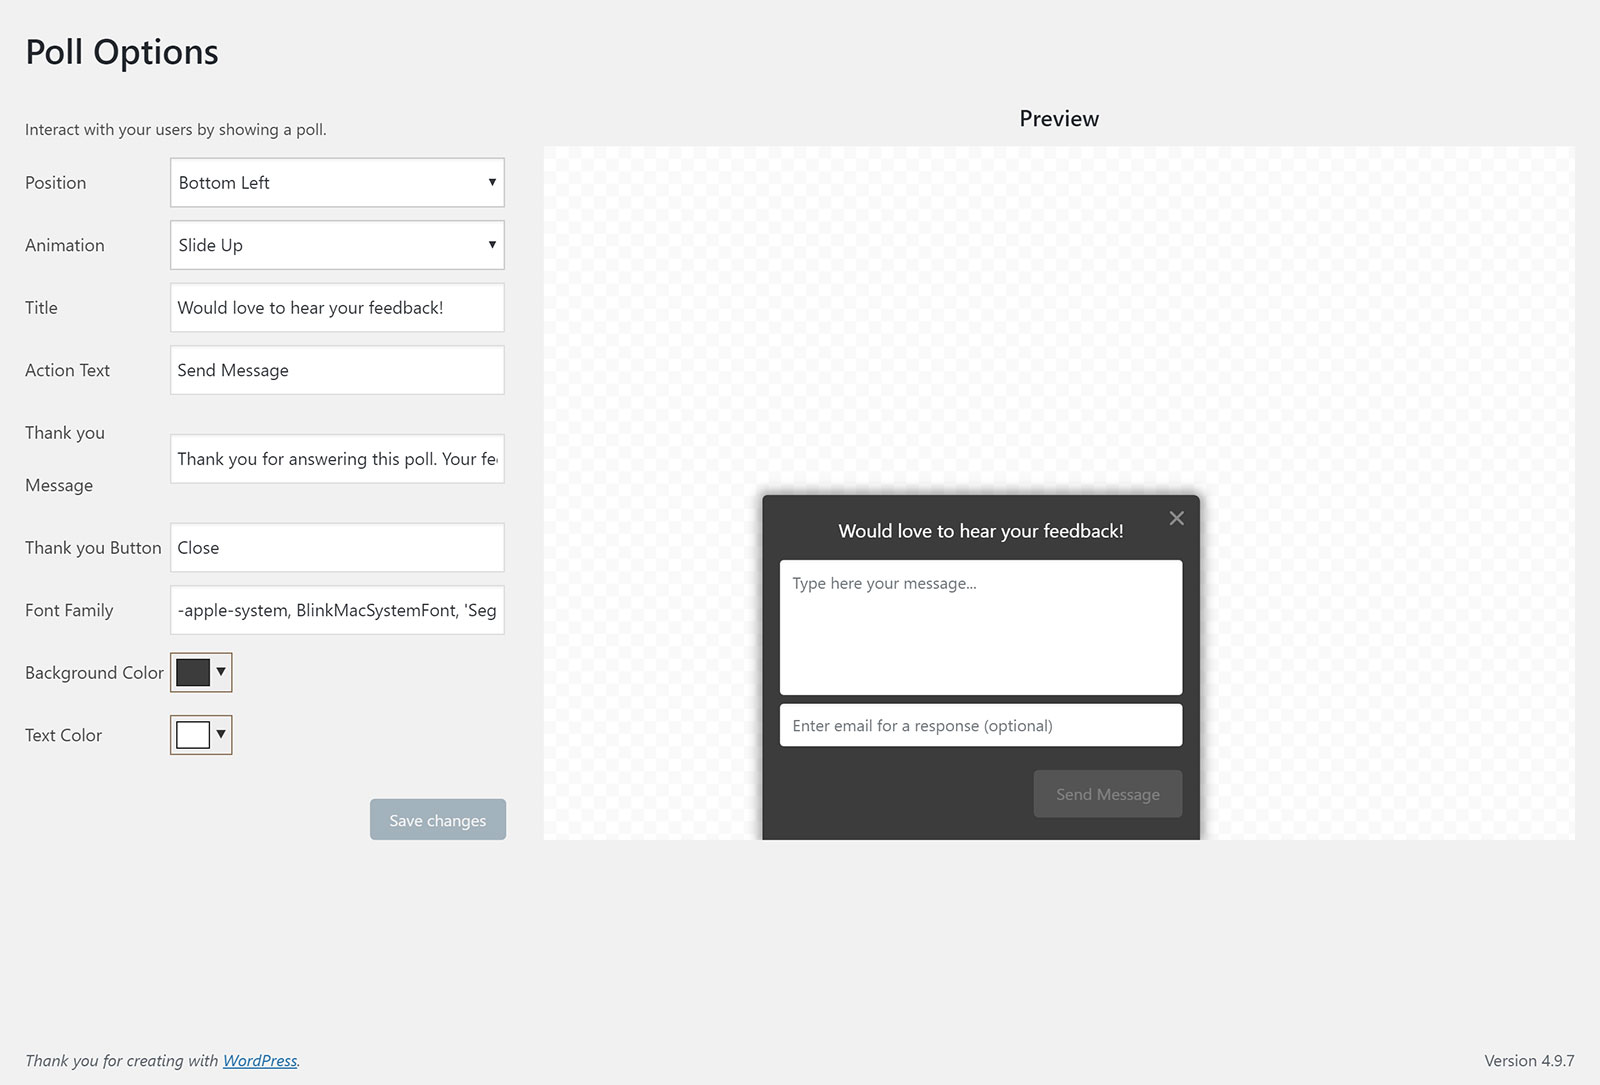 Poll Options
Interact with your users by showing a poll.
Position
Bottom Left
Animation
Slide Up
Title
Would love to hear your feedback!
Action Text
Send Message
Thank you
Message
Thank you for answering this poll. Your fee
Thank you Button
Close
Font Family
-apple-system, BlinkMacSystemFont, 'Seg
Background Color
Text Color
Save changes
Preview
Would love to hear your feedback!
Type here your message...
Enter email for a response (optional)
Send Message
Thank you for creating with WordPress.
Version 4.9.7